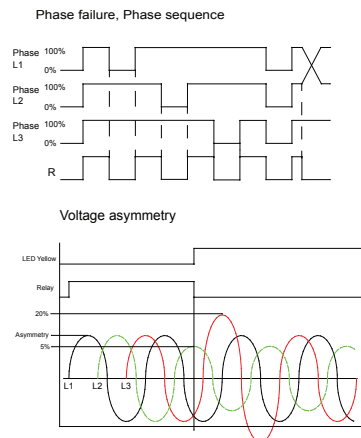 Phase failure, Phase sequence
Phase 100%
L1 0%
Phase 100%
L2 0%
Phase 100%
L3 0%
R
Voltage asymmetry
LED Yellow
Relay
20%
Asymmetry
5%
L1 L2 L3